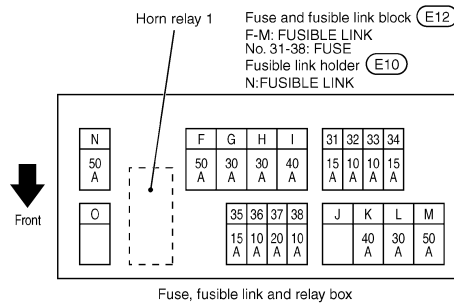 Horn relay 1
Fuse and fusible link block E12
F-M: FUSIBLE LINK
No. 31-38: FUSE
Fusible link holder E10
N:FUSIBLE LINK
N F G H I 31 32 33 34
50 A 50 A 30 A 30 A 40 A 15 A 10 A 10 A 15 A
Front
O 35 36 37 38 J K L M
15 A 10 A 20 A 10 A 40 A 30 A 50 A
Fuse, fusible link and relay box